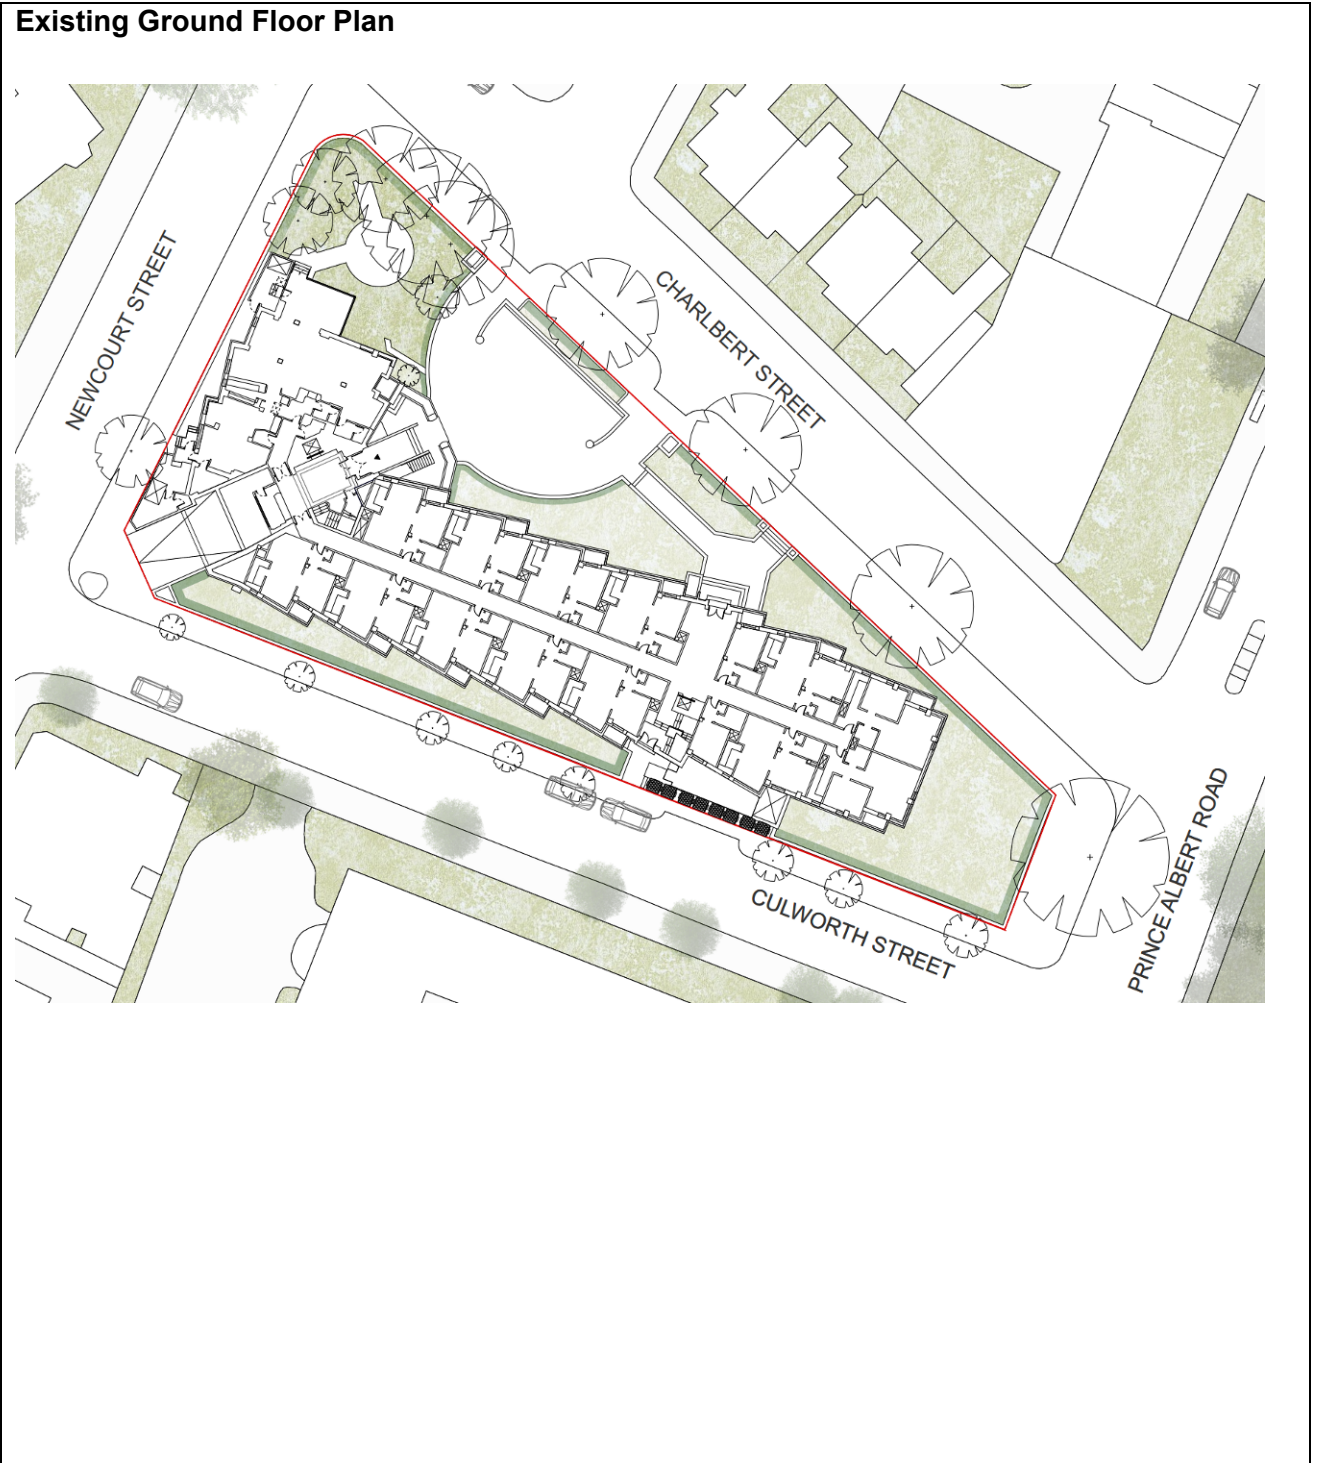 Existing Ground Floor Plan
NEWCOURT STREET
CHARLBERT STREET
CULWORTH STREET
PRINCE ALBERT ROAD